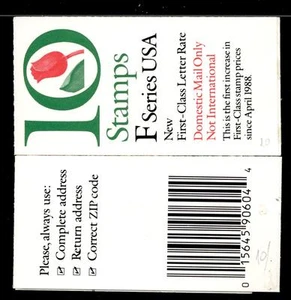 10
Stamps
F Series USA
New
First-Class Letter Rate
Domestic Mail Only
Not International
This is the first increase in
First-Class stamp prices
since April 1988.
10
Please, always use:
Complete address
Return address
Correct ZIP code
0 15645 90604 4
10/-